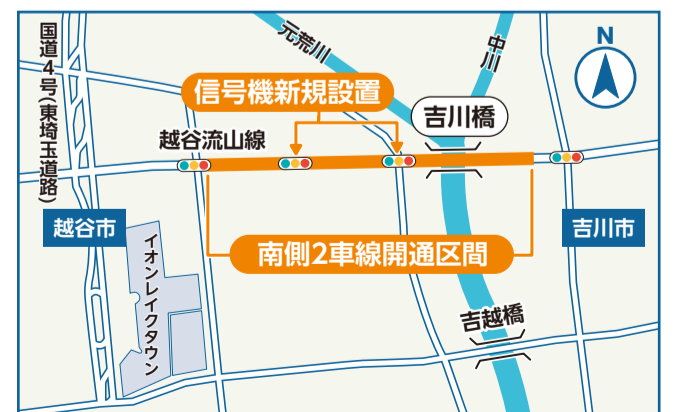 国道4号(東埼玉道路)
元荒川
中川
N
信号機新規設置
吉川橋
越谷流山線
越谷市
吉川市
南側2車線開通区間
イオンレイクタウン
吉越橋